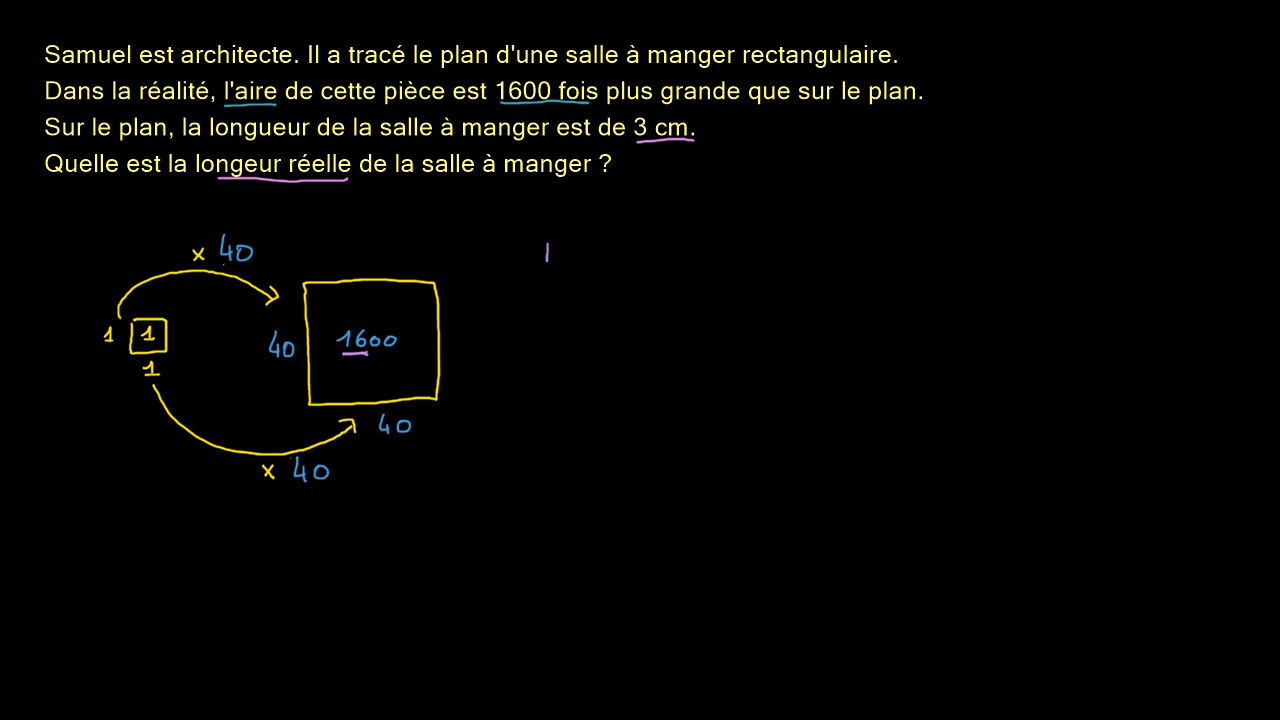 Samuel est architecte. Il a tracé le plan d'une salle à manger rectangulaire.
Dans la réalité, l'aire de cette pièce est 1600 fois plus grande que sur le plan.
Sur le plan, la longueur de la salle à manger est de 3 cm.
Quelle est la longeur réelle de la salle à manger ?
x 40
1 1
1
40 1600
40
x 40